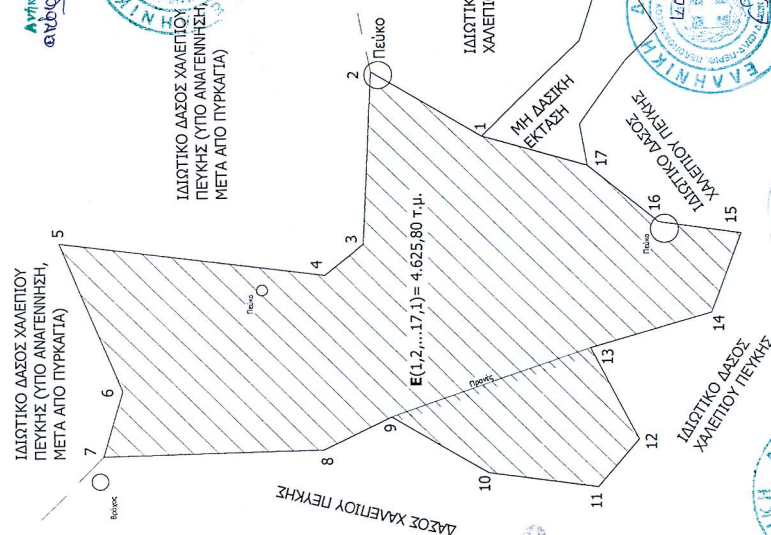 ΙΔΙΩΤΙΚΟ ΔΑΣΟΣ ΧΑΛΕΠΙΟΥ
ΠΕΥΚΗΣ (ΥΠΟ ΑΝΑΓΕΝΝΗΣΗ,
ΜΕΤΑ ΑΠΟ ΠΥΡΚΑΓΙΑ)
ΙΔΙΩΤΙΚΟ ΔΑΣΟΣ ΧΑΛΕΠΙΟΥ
ΠΕΥΚΗΣ (ΥΠΟ ΑΝΑΓΕΝΝΗΣΗ,
ΜΕΤΑ ΑΠΟ ΠΥΡΚΑΓΙΑ)
5
7
6
Βράχος
4
Πεύκο
3
2
Πεύκο
8
9
Ε(1,2,...17,1)= 4.625,80 τ.μ.
1
ΜΗ ΔΑΣΙΚΗ
ΕΚΤΑΣΗ
ΧΑΛΕΠ
Πρανές
10
11
12
13
17
16
Πεύκο
15
14
ΔΑΣΟΣ ΧΑΛΕΠΙΟΥ ΠΕΥΚΗΣ
ΙΔΙΩΤΙΚΟ ΔΑΣΟΣ
ΧΑΛΕΠΙΟΥ ΠΕΥΚΗΣ
ΙΔΙΩΤΙΚΟ ΔΑΣΟΣ
ΧΑΛΕΠΙΟΥ ΠΕΥΚΗΣ
ΕΛΛΗΝΙΚΗ Δ